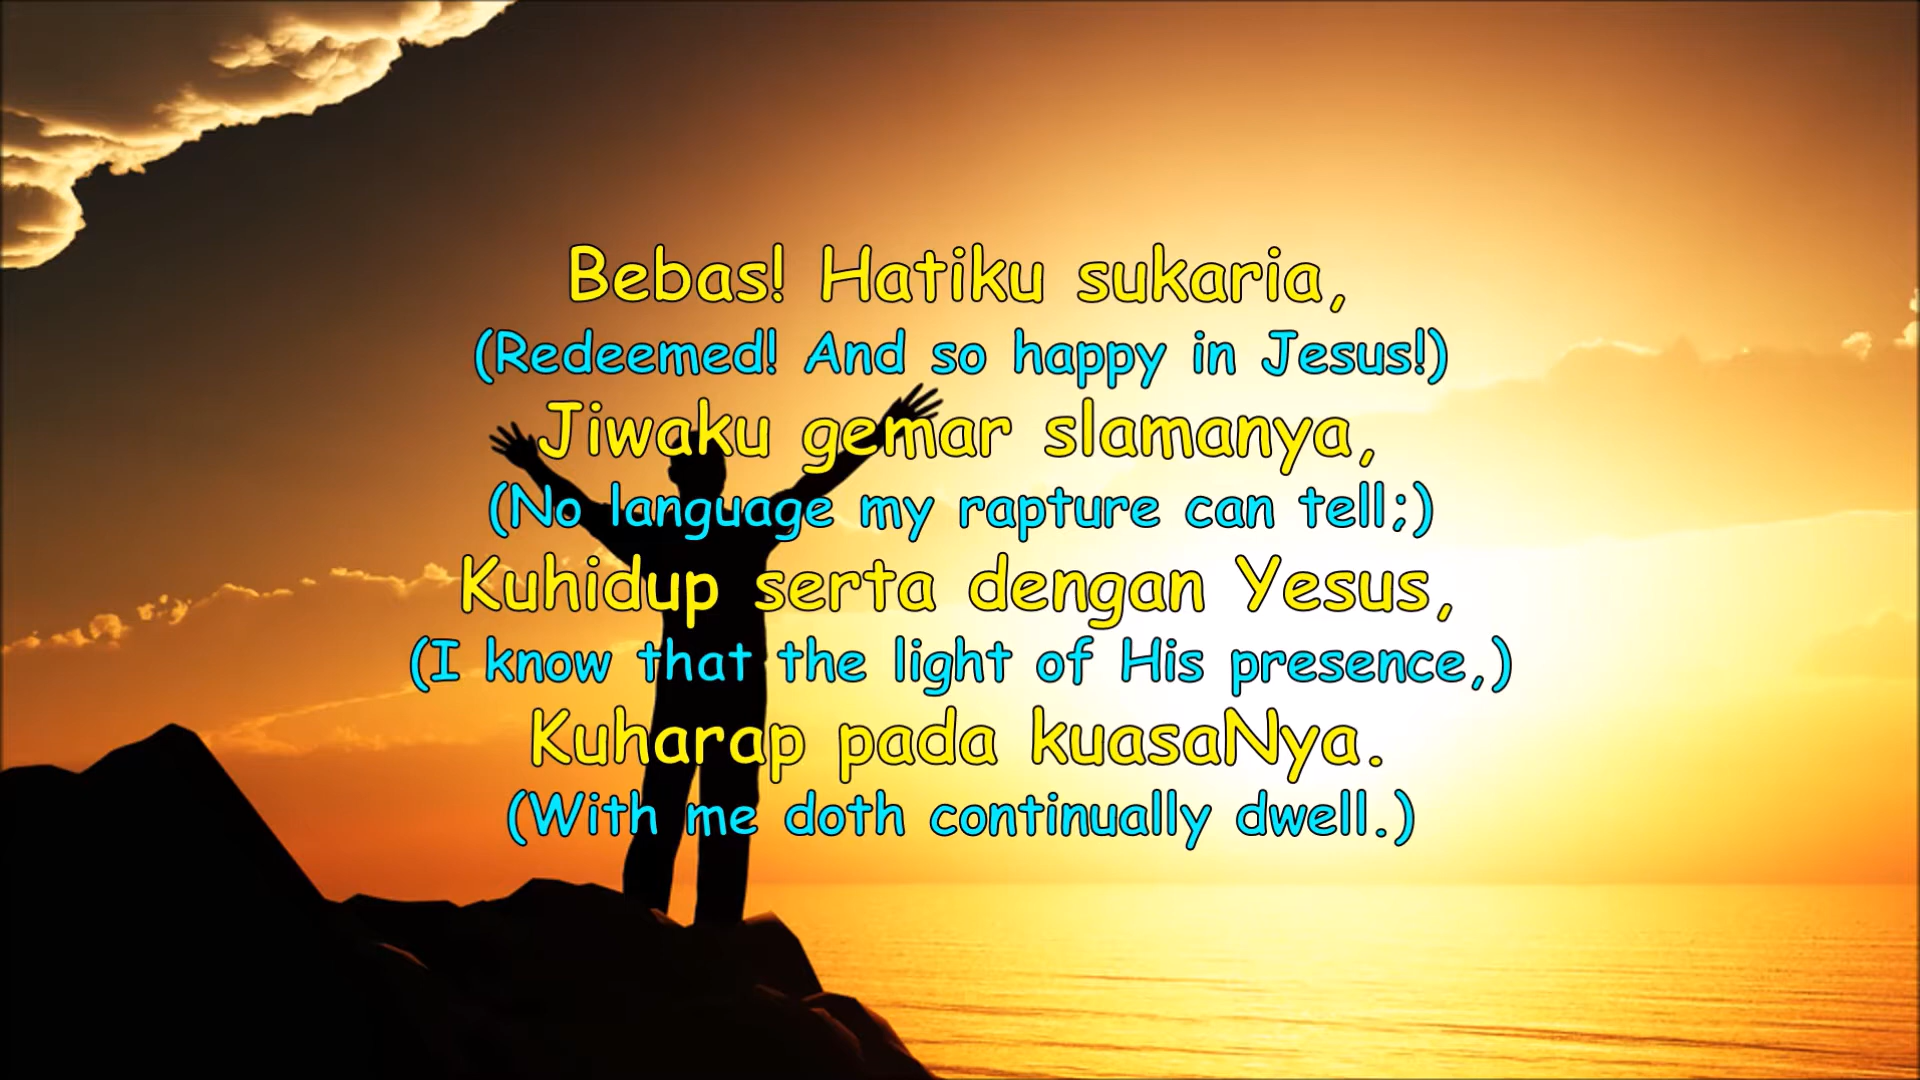 Bebas! Hatiku sukaria,
(Redeemed! And so happy in Jesus!)
Jiwaku gemar slamanya,
(No language my rapture can tell;)
Kuhidup serta dengan Yesus,
(I know that the light of His presence,)
Kuharap pada kuasaNya.
(With me doth continually dwell.)